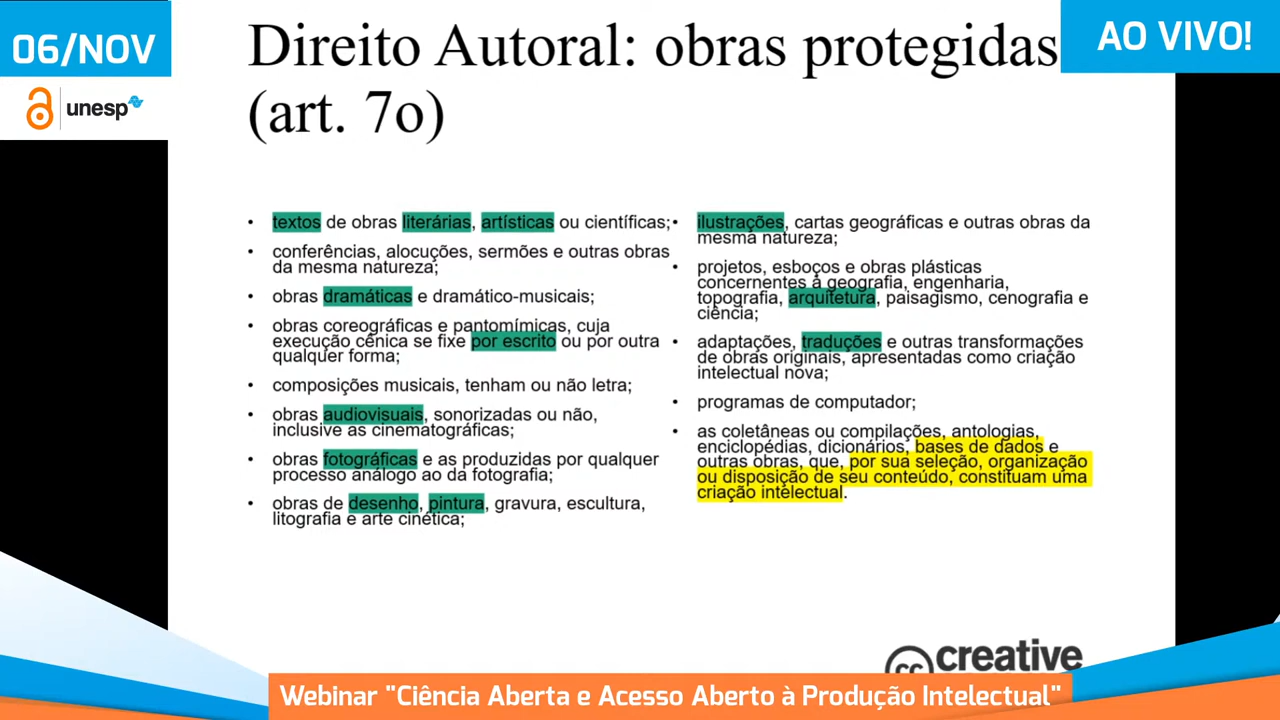 06/NOV
unesp
AO VIVO!
Direito Autoral: obras protegidas
(art. 7o)
• textos de obras literárias, artísticas ou científicas;
• conferências, alocuções, sermões e outras obras
da mesma natureza;
• obras dramáticas e dramático-musicais;
• obras coreográficas e pantomímicas, cuja
execução cênica se fixe por escrito ou por outra
qualquer forma;
• composições musicais, tenham ou não letra;
• obras audiovisuais, sonorizadas ou não,
inclusive as cinematográficas;
• obras fotográficas e as produzidas por qualquer
processo análogo ao da fotografia;
• obras de desenho, pintura, gravura, escultura,
litografia e arte cinética;
• ilustrações, cartas geográficas e outras obras da
mesma natureza;
• projetos, esboços e obras plásticas
concernentes à geografia, engenharia,
topografia, arquitetura, paisagismo, cenografia e
ciência;
• adaptações, traduções e outras transformações
de obras originais, apresentadas como criação
intelectual nova;
• programas de computador;
• as coletâneas ou compilações, antologias,
enciclopédias, dicionários, bases de dados e
outras obras, que, por sua seleção, organização
ou disposição de seu conteúdo, constituam uma
criação intelectual.
cc creative
Webinar "Ciência Aberta e Acesso Aberto à Produção Intelectual"